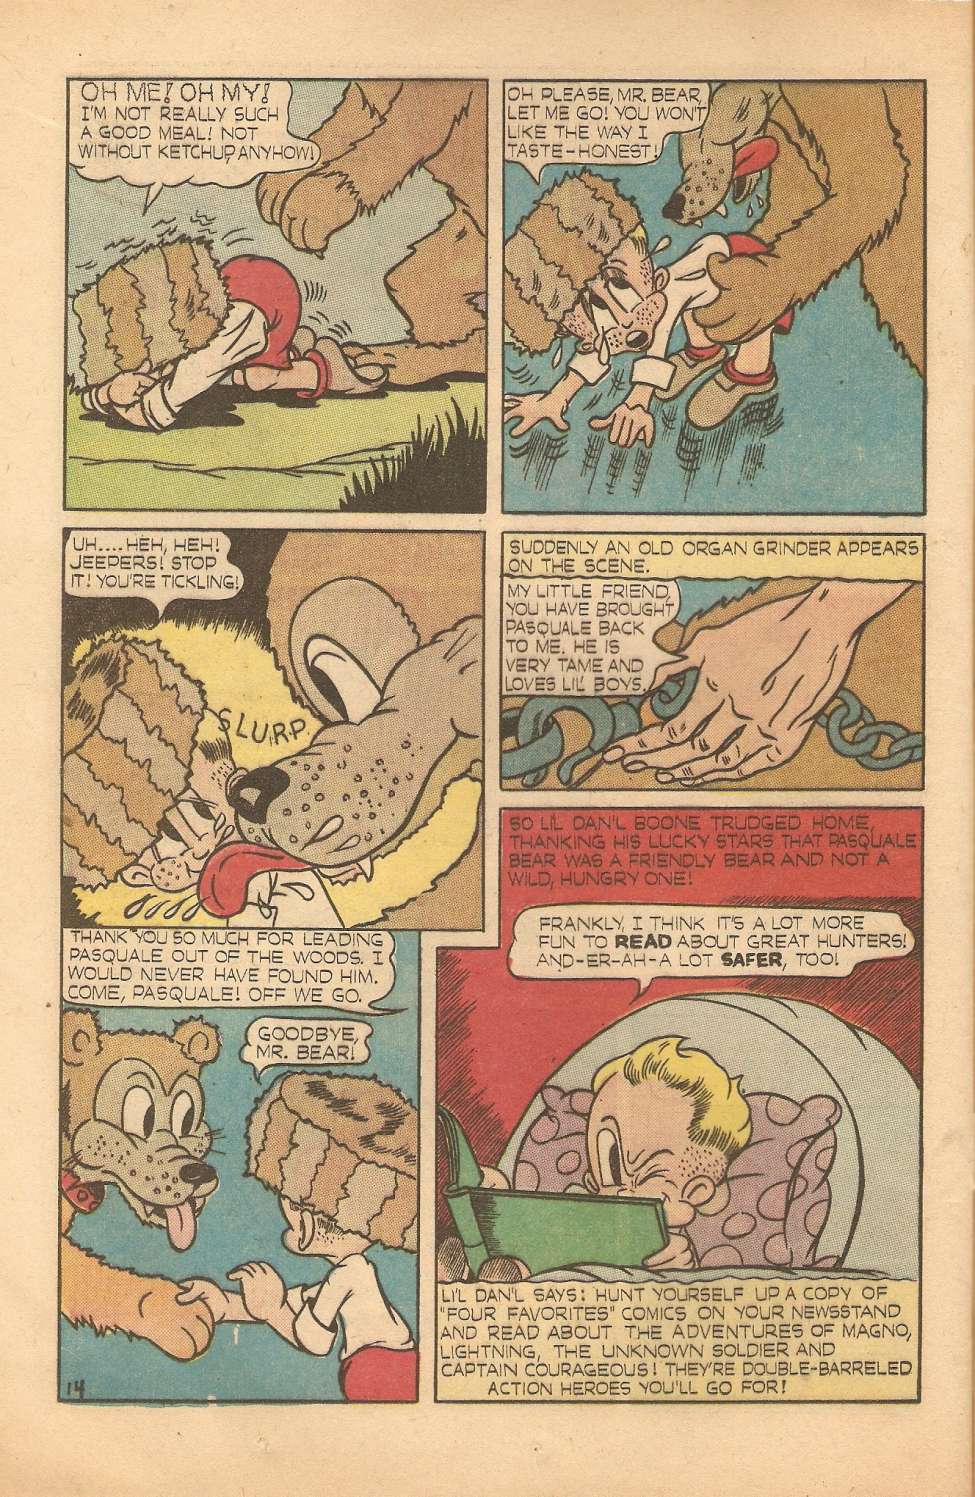 OH ME! OH MY!
I'M NOT REALLY SUCH
A GOOD MEAL! NOT
WITHOUT KETCHUP, ANYHOW!
OH PLEASE, MR. BEAR,
LET ME GO! YOU WON'T
LIKE THE WAY I
TASTE-HONEST!
UH....HEH, HEH!
JEEPERS! STOP
IT! YOU'RE TICKLING!
SLURP
SUDDENLY AN OLD ORGAN GRINDER APPEARS
ON THE SCENE.
MY LITTLE FRIEND,
YOU HAVE BROUGHT
PASQUALE BACK
TO ME. HE IS
VERY TAME AND
LOVES LIL' BOYS.
THANK YOU SO MUCH FOR LEADING
PASQUALE OUT OF THE WOODS. I
WOULD NEVER HAVE FOUND HIM.
COME, PASQUALE! OFF WE GO.
GOODBYE,
MR. BEAR!
14
SO LI'L DAN'L BOONE TRUDGED HOME,
THANKING HIS LUCKY STARS THAT PASQUALE
BEAR WAS A FRIENDLY BEAR AND NOT A
WILD, HUNGRY ONE!
FRANKLY, I THINK IT'S A LOT MORE
FUN TO READ ABOUT GREAT HUNTERS!
AND-ER-AH-A LOT SAFER, TOO!
LI'L DAN'L SAYS: HUNT YOURSELF UP A COPY OF
"FOUR FAVORITES" COMICS ON YOUR NEWSSTAND
AND READ ABOUT THE ADVENTURES OF MAGNO,
LIGHTNING, THE UNKNOWN SOLDIER AND
CAPTAIN COURAGEOUS! THEY'RE DOUBLE-BARRELED
ACTION HEROES YOU'LL GO FOR!